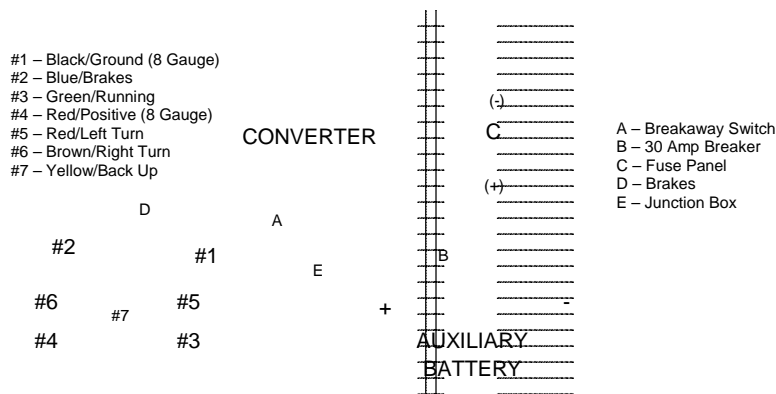 #1 – Black/Ground (8 Gauge)
#2 – Blue/Brakes
#3 – Green/Running
#4 – Red/Positive (8 Gauge)
#5 – Red/Left Turn
#6 – Brown/Right Turn
#7 – Yellow/Back Up
CONVERTER
(-)
C
(+)
A – Breakaway Switch
B – 30 Amp Breaker
C – Fuse Panel
D – Brakes
E – Junction Box
D
A
#2
#1
B
E
#6
#7
#5
+
-
#4
#3
AUXILIARY
BATTERY